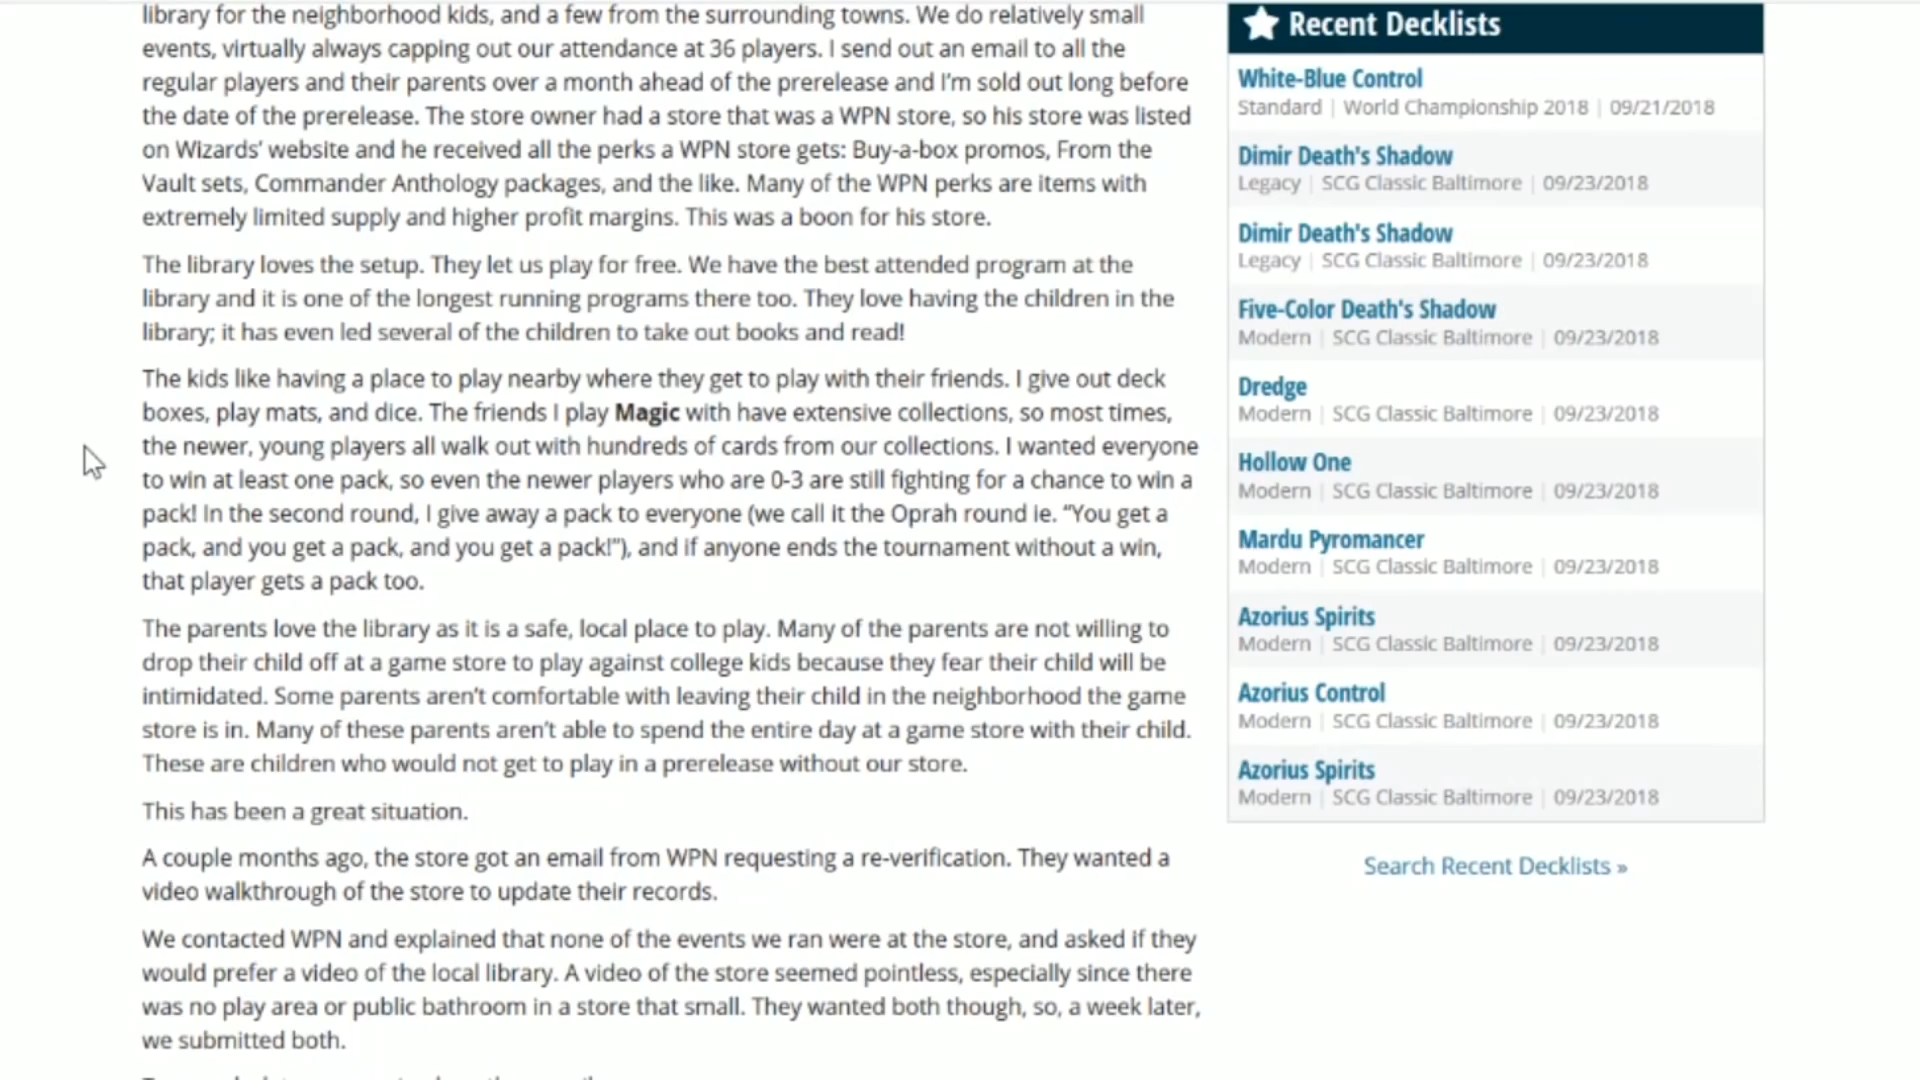 library for the neighborhood kids, and a few from the surrounding towns. We do relatively small
events, virtually always capping out our attendance at 36 players. I send out an email to all the
regular players and their parents over a month ahead of the prerelease and I'm sold out long before
the date of the prerelease. The store owner had a store that was a WPN store, so his store was listed
on Wizards’ website and he received all the perks a WPN store gets: Buy-a-box promos, From the
Vault sets, Commander Anthology packages, and the like. Many of the WPN perks are items with
extremely limited supply and higher profit margins. This was a boon for his store.
The library loves the setup. They let us play for free. We have the best attended program at the
library and it is one of the longest running programs there too. They love having the children in the
library; it has even led several of the children to take out books and read!
The kids like having a place to play nearby where they get to play with their friends. I give out deck
boxes, play mats, and dice. The friends I play Magic with have extensive collections, so most times,
the newer, young players all walk out with hundreds of cards from our collections. I wanted everyone
to win at least one pack, so even the newer players who are 0-3 are still fighting for a chance to win a
pack! In the second round, I give away a pack to everyone (we call it the Oprah round ie. “You get a
pack, and you get a pack, and you get a pack!”), and if anyone ends the tournament without a win,
that player gets a pack too.
The parents love the library as it is a safe, local place to play. Many of the parents are not willing to
drop their child off at a game store to play against college kids because they fear their child will be
intimidated. Some parents aren’t comfortable with leaving their child in the neighborhood the game
store is in. Many of these parents aren’t able to spend the entire day at a game store with their child.
These are children who would not get to play in a prerelease without our store.
This has been a great situation.
A couple months ago, the store got an email from WPN requesting a re-verification. They wanted a
video walkthrough of the store to update their records.
We contacted WPN and explained that none of the events we ran were at the store, and asked if they
would prefer a video of the local library. A video of the store seemed pointless, especially since there
was no play area or public bathroom in a store that small. They wanted both though, so, a week later,
we submitted both.
Recent Decklists
White-Blue Control
Standard | World Championship 2018 | 09/21/2018
Dimir Death's Shadow
Legacy | SCG Classic Baltimore | 09/23/2018
Dimir Death's Shadow
Legacy | SCG Classic Baltimore | 09/23/2018
Five-Color Death's Shadow
Modern | SCG Classic Baltimore | 09/23/2018
Dredge
Modern | SCG Classic Baltimore | 09/23/2018
Hollow One
Modern | SCG Classic Baltimore | 09/23/2018
Mardu Pyromancer
Modern | SCG Classic Baltimore | 09/23/2018
Azorius Spirits
Modern | SCG Classic Baltimore | 09/23/2018
Azorius Control
Modern | SCG Classic Baltimore | 09/23/2018
Azorius Spirits
Modern | SCG Classic Baltimore | 09/23/2018
Search Recent Decklists »